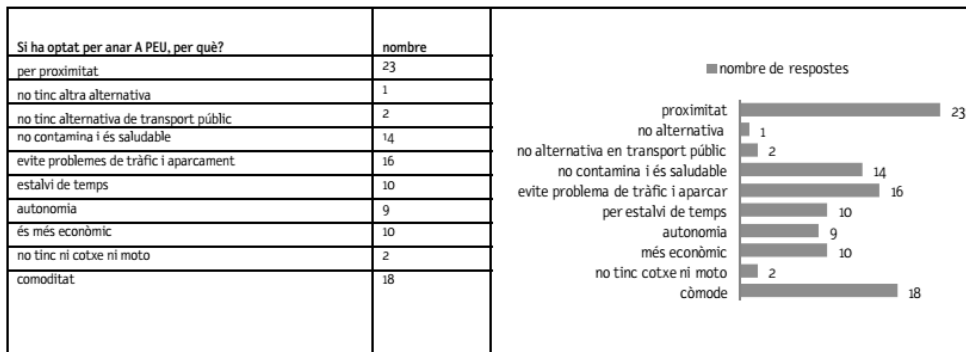 Si ha optat per anar A PEU, per què? nombre
per proximitat 23
no tinc altra alternativa 1
no tinc alternativa de transport públic 2
no contamina i és saludable 14
evite problemes de tràfic i aparcament 16
estalvi de temps 10
autonomia 9
és més econòmic 10
no tinc ni cotxe ni moto 2
comoditat 18
nombre de respostes
proximitat 23
no alternativa 1
no alternativa en transport públic 2
no contamina i és saludable 14
evite problema de tràfic i aparcar 16
per estalvi de temps 10
autonomia 9
més econòmic 10
no tinc cotxe ni moto 2
còmode 18